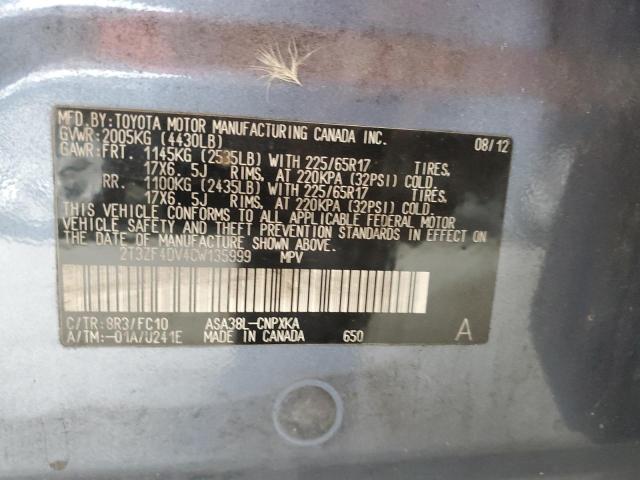 MFD.BY:TOYOTA MOTOR MANUFACTURING CANADA INC. 08/12
GVWR:2005KG (4430LB)
GAWR:FRT. 1145KG (2535LB) WITH 225/65R17 TIRES,
17X6. 5J RIMS, AT 220KPA (32PSI) COLD.
RR. 1100KG (2435LB) WITH 225/65R17 TIRES,
17X6. 5J RIMS, AT 220KPA (32PSI) COLD.
THIS VEHICLE CONFORMS TO ALL APPLICABLE FEDERAL MOTOR
VEHICLE SAFETY AND THEFT PREVENTION STANDARDS IN EFFECT ON
THE DATE OF MANUFACTURE SHOWN ABOVE.
2T3ZF4DV4CW135999 MPV
C/TR:8R3/FC10 ASA38L-CNPXKA
A/TM:-01A/U241E MADE IN CANADA 650 A